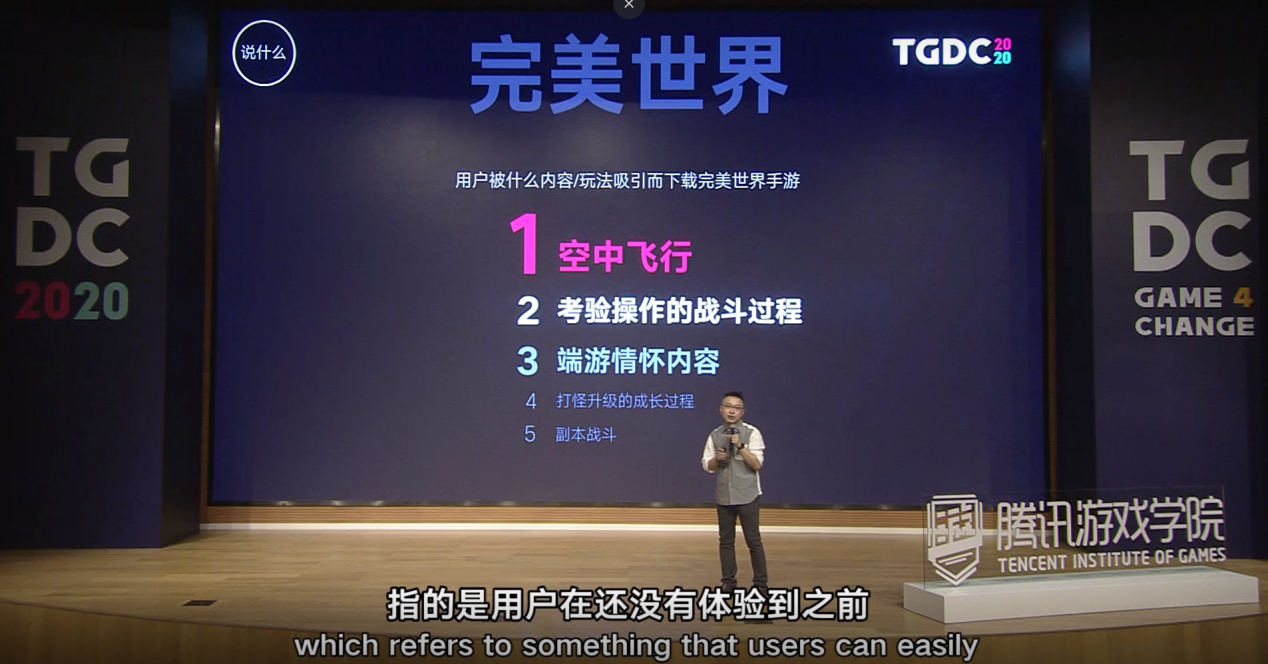 说什么
完美世界
TGDC2020
用户被什么内容/玩法吸引而下载完美世界手游
1 空中飞行
2 考验操作的战斗过程
3 端游情怀内容
4 打怪升级的成长过程
5 副本战斗
TG
DC
2020
TG
DC
GAME 4
CHANGE
腾讯游戏学院
TENCENT INSTITUTE OF GAMES
指的是用户在还没有体验到之前
which refers to something that users can easily